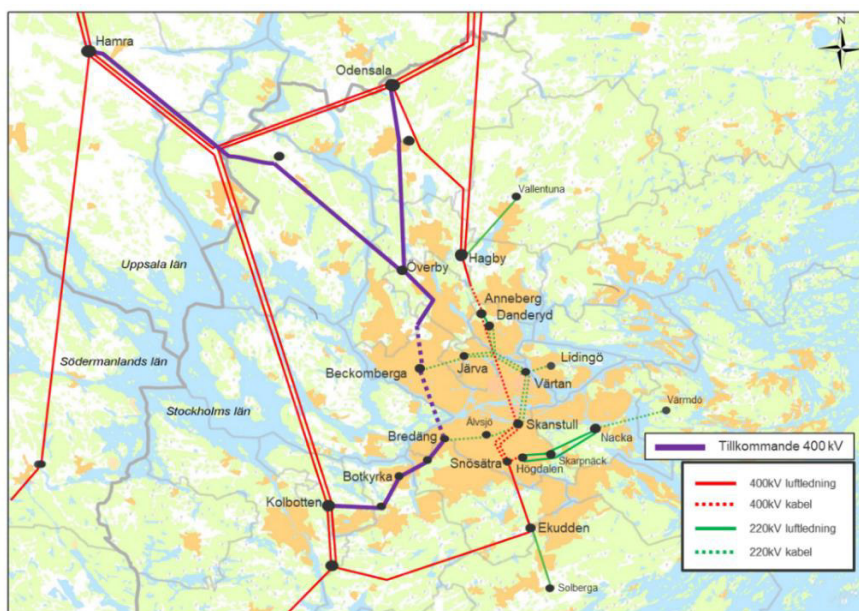 N
Hamra
Odensala
Vallentuna
Uppsala län
Överby
Hagby
Anneberg
Danderyd
Södermanlands län
Järva
Lidingö
Beckomberga
Värtan
Stockholms län
Värmdö
Älvsjö
Skanstull
Bredäng
Nacka
Tillkommande 400 kV
Snösätra
Högdalen
Skarpnäck
Botkyrka
Kolbotten
400kV luftledning
400kV kabel
Ekudden
220kV luftledning
220kV kabel
Solberga